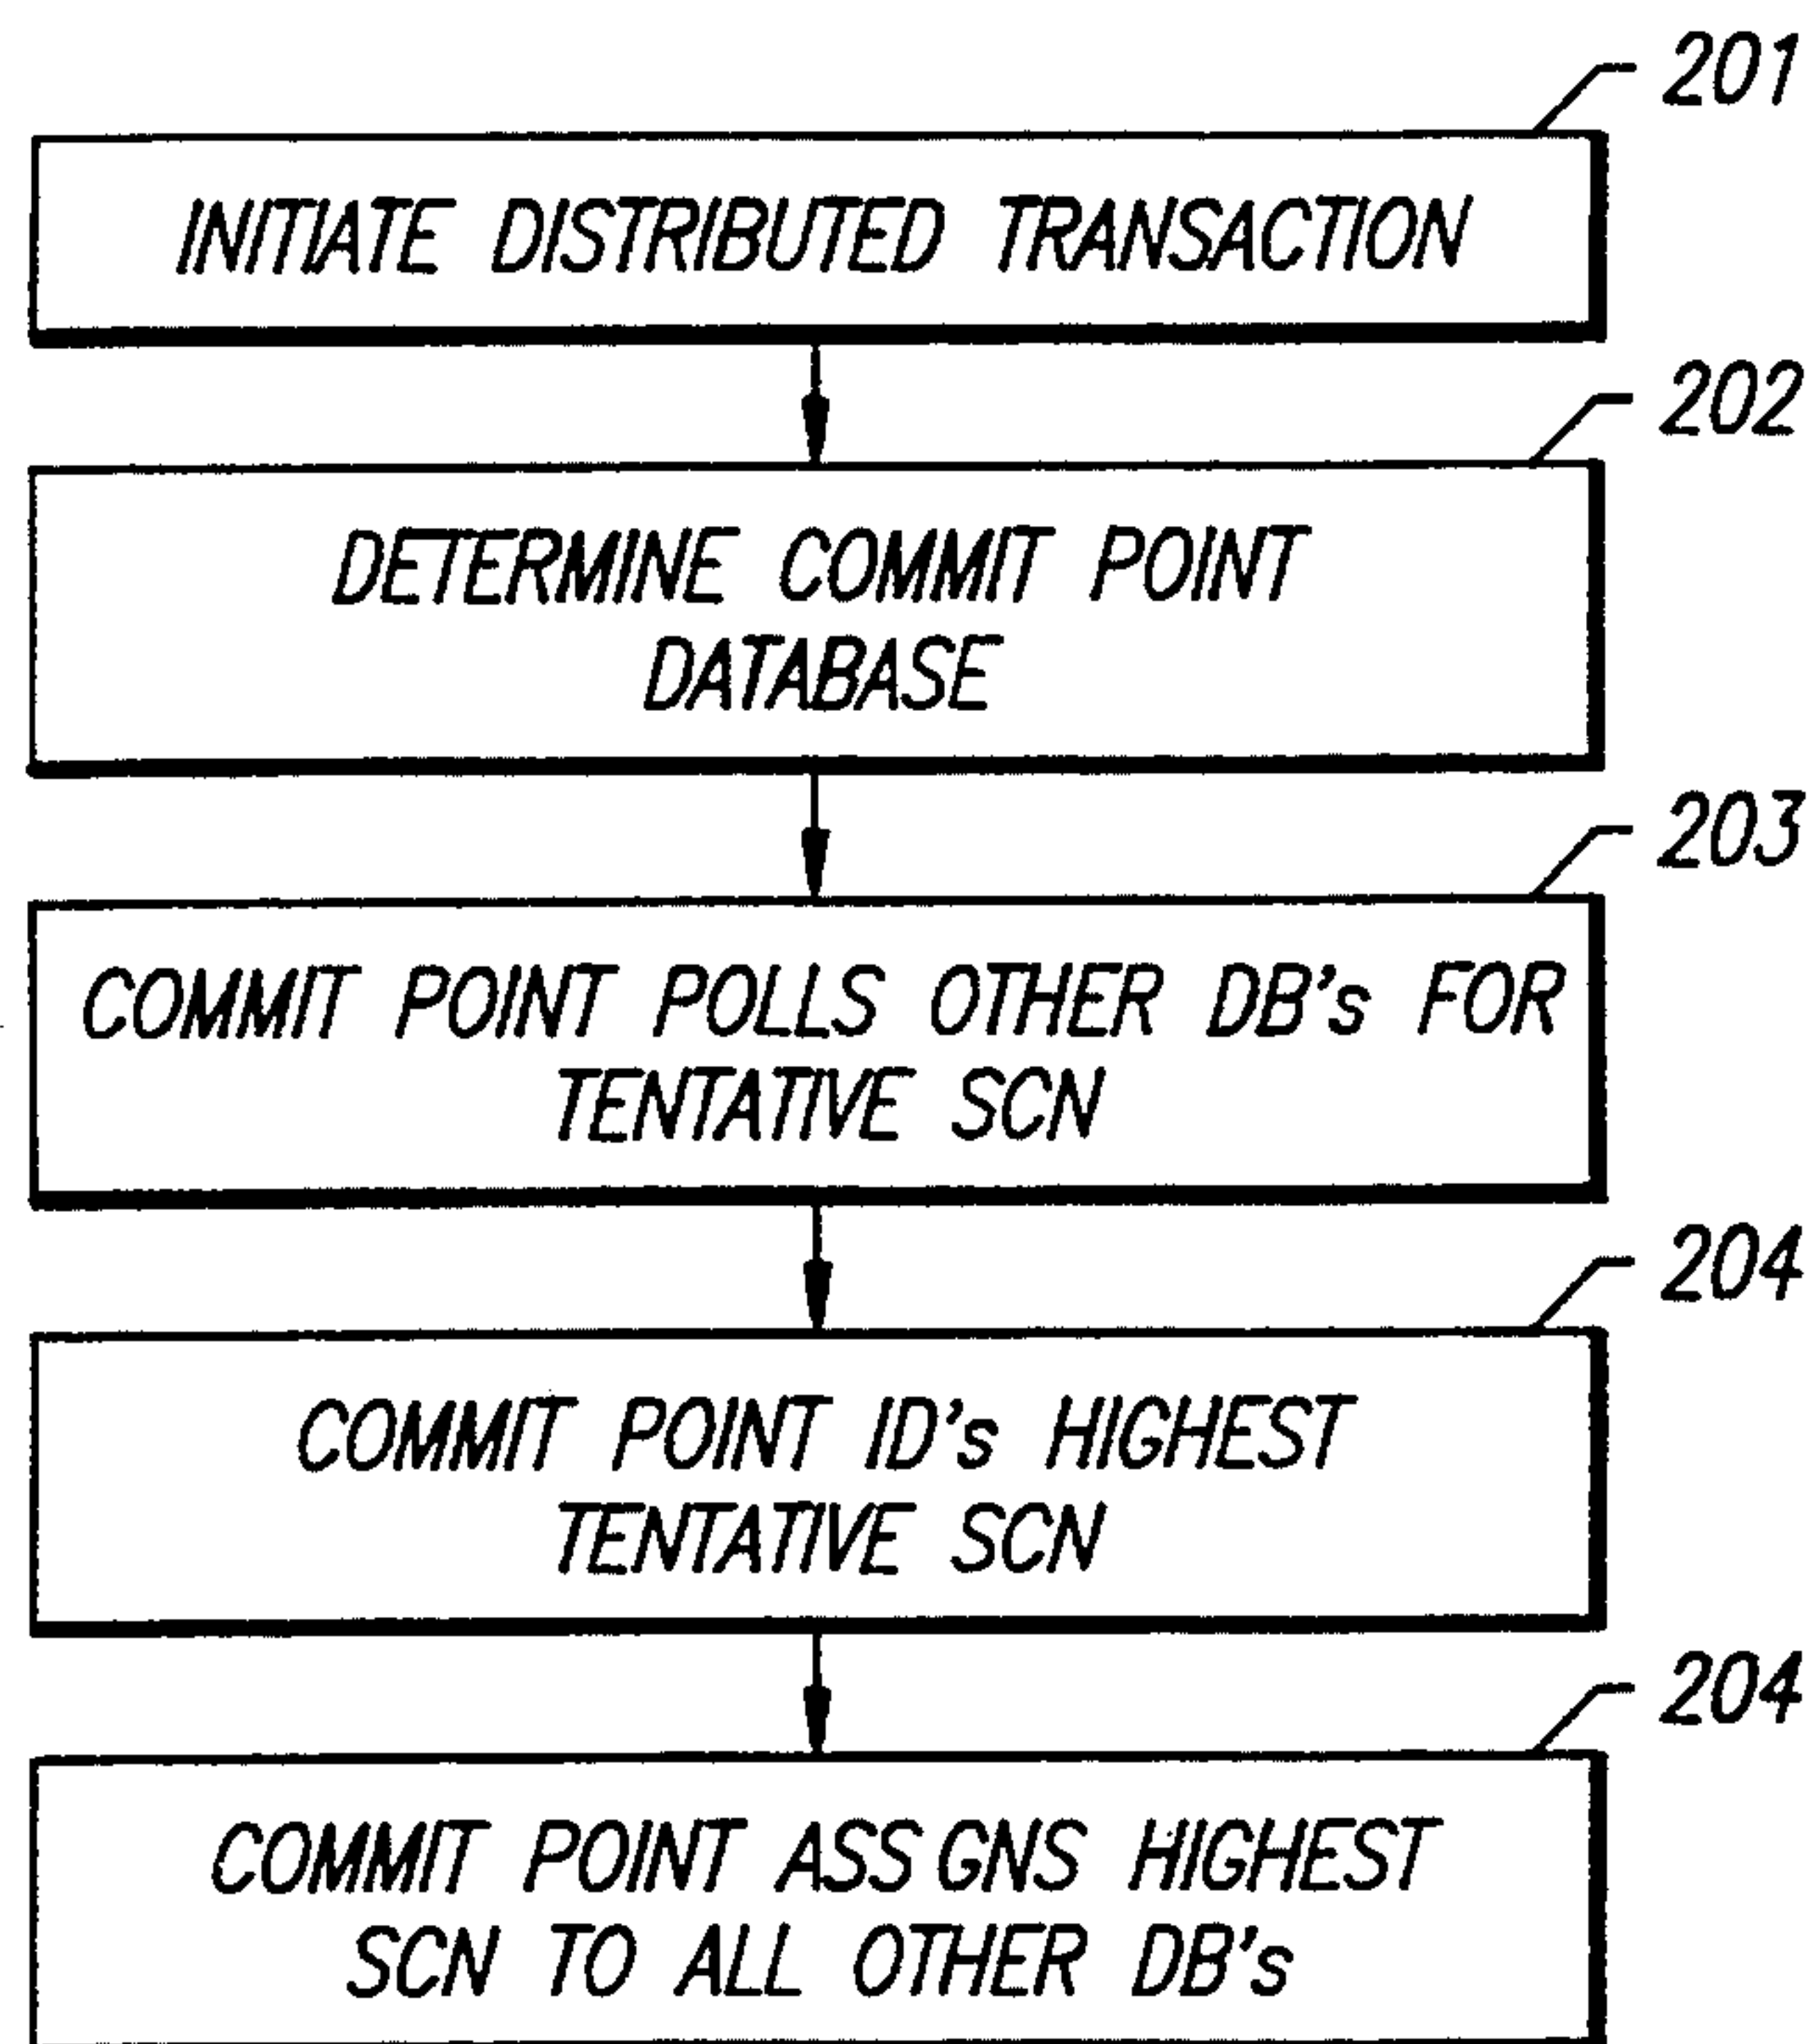 201
INITIATE DISTRIBUTED TRANSACTION
202
DETERMINE COMMIT POINT
DATABASE
203
COMMIT POINT POLLS OTHER DB's FOR
TENTATIVE SCN
204
COMMIT POINT ID's HIGHEST
TENTATIVE SCN
204
COMMIT POINT ASS GNS HIGHEST
SCN TO ALL OTHER DB's